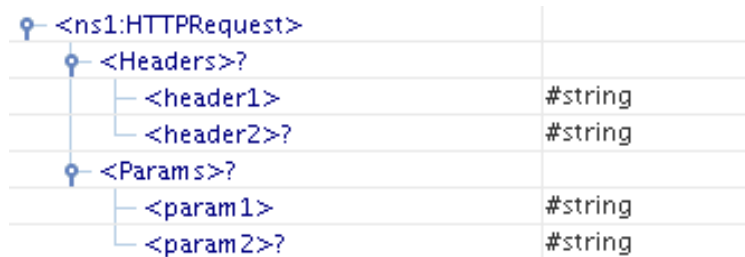 <ns1:HTTPRequest>
<Headers>?
<header1> #string
<header2>? #string
<Params>?
<param1> #string
<param2>? #string